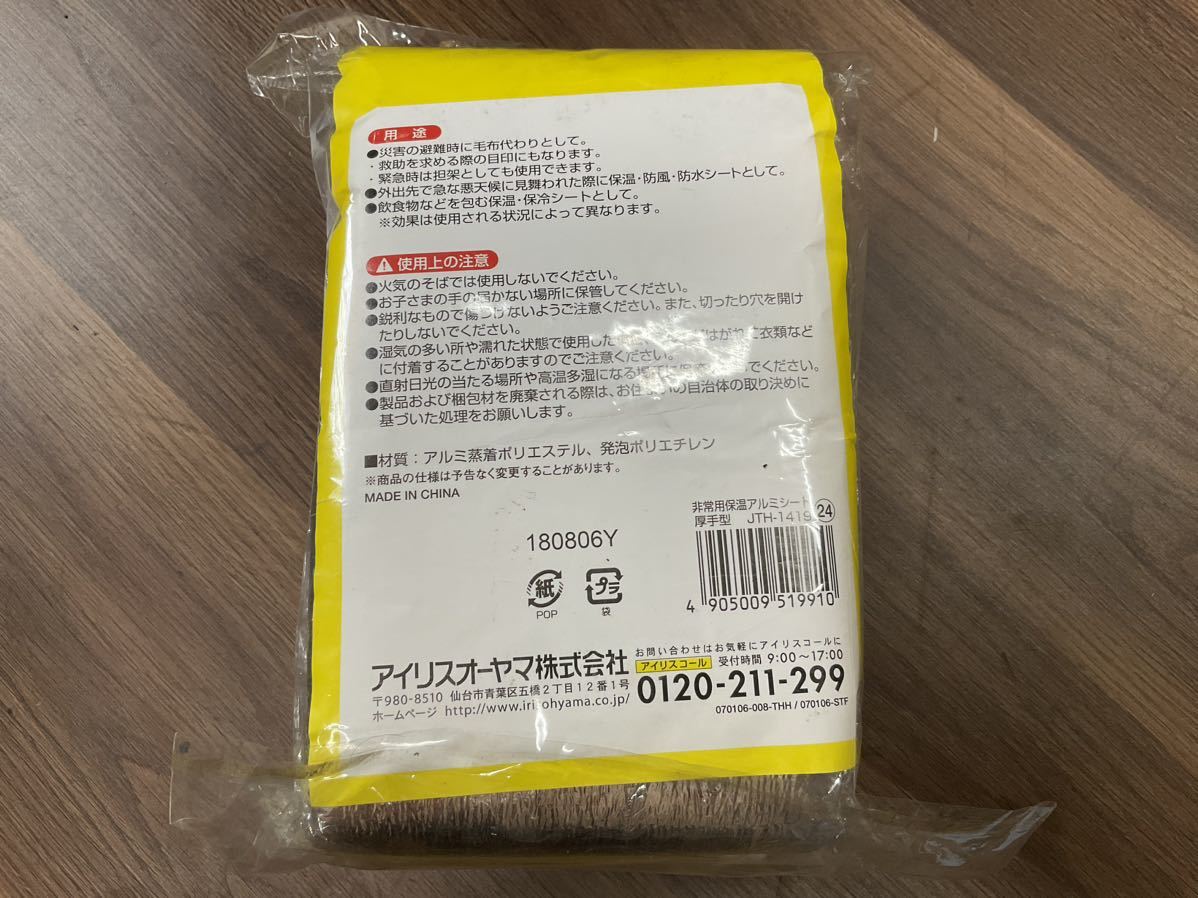 用途
●災害の避難時に毛布代わりとして。
・救助を求める際の目印にもなります。
・緊急時は担架としても使用できます。
●外出先で急な悪天候に見舞われた際に保温・防風・防水シートとして。
●飲食物などを包む保温・保冷シートとして。
※効果は使用される状況によって異なります。
使用上の注意
●火気のそばでは使用しないでください。
●お子さまの手の届かない場所に保管してください。
●鋭利なもので傷つけないようご注意ください。また、切ったり穴を開け
たりしないでください。
●湿気の多い所や濡れた状態で使用した はがれて衣類など
に付着することがありますのでご注意ください。
●直射日光の当たる場所や高温多湿になる場所に ください。
●製品および梱包材を廃棄される際は、お住まいの自治体の取り決めに
基づいた処理をお願いします。
■材質：アルミ蒸着ポリエステル、発泡ポリエチレン
※商品の仕様は予告なく変更することがあります。
MADE IN CHINA
非常用保温アルミシート
厚手型 JTH-1419 24
180806Y
紙
POP
プラ
袋
4 905009 519910
アイリスオーヤマ株式会社
〒980-8510 仙台市青葉区五橋2丁目12番1号
ホームページ http://www.irisohyama.co.jp/
お問い合わせはお気軽にアイリスコールに
アイリスコール 受付時間 9:00～17:00
0120-211-299
070106-008-THH / 070106-STF